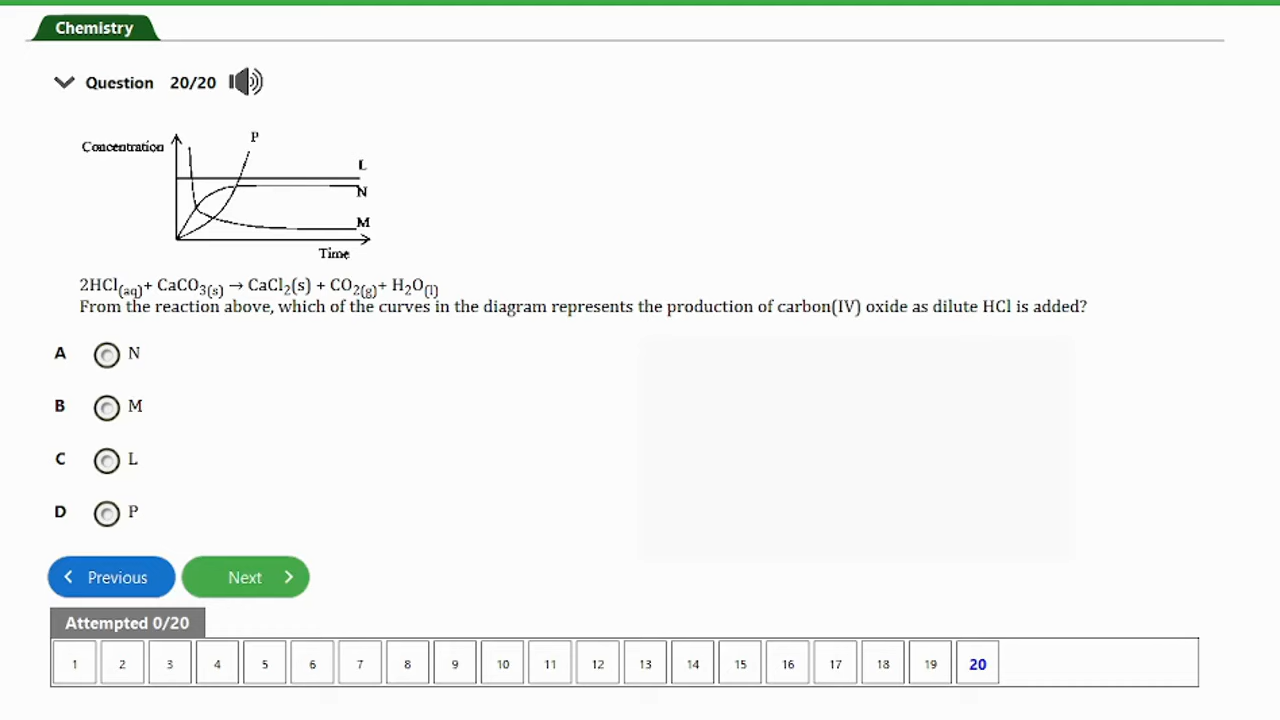 Chemistry
Question 20/20
P
Concentration
L
N
M
Time
2HCl(aq)+ CaCO3(s) → CaCl2(s) + CO2(g)+ H2O(l)
From the reaction above, which of the curves in the diagram represents the production of carbon(IV) oxide as dilute HCl is added?
A N
B M
C L
D P
Previous Next
Attempted 0/20
1 2 3 4 5 6 7 8 9 10 11 12 13 14 15 16 17 18 19 20